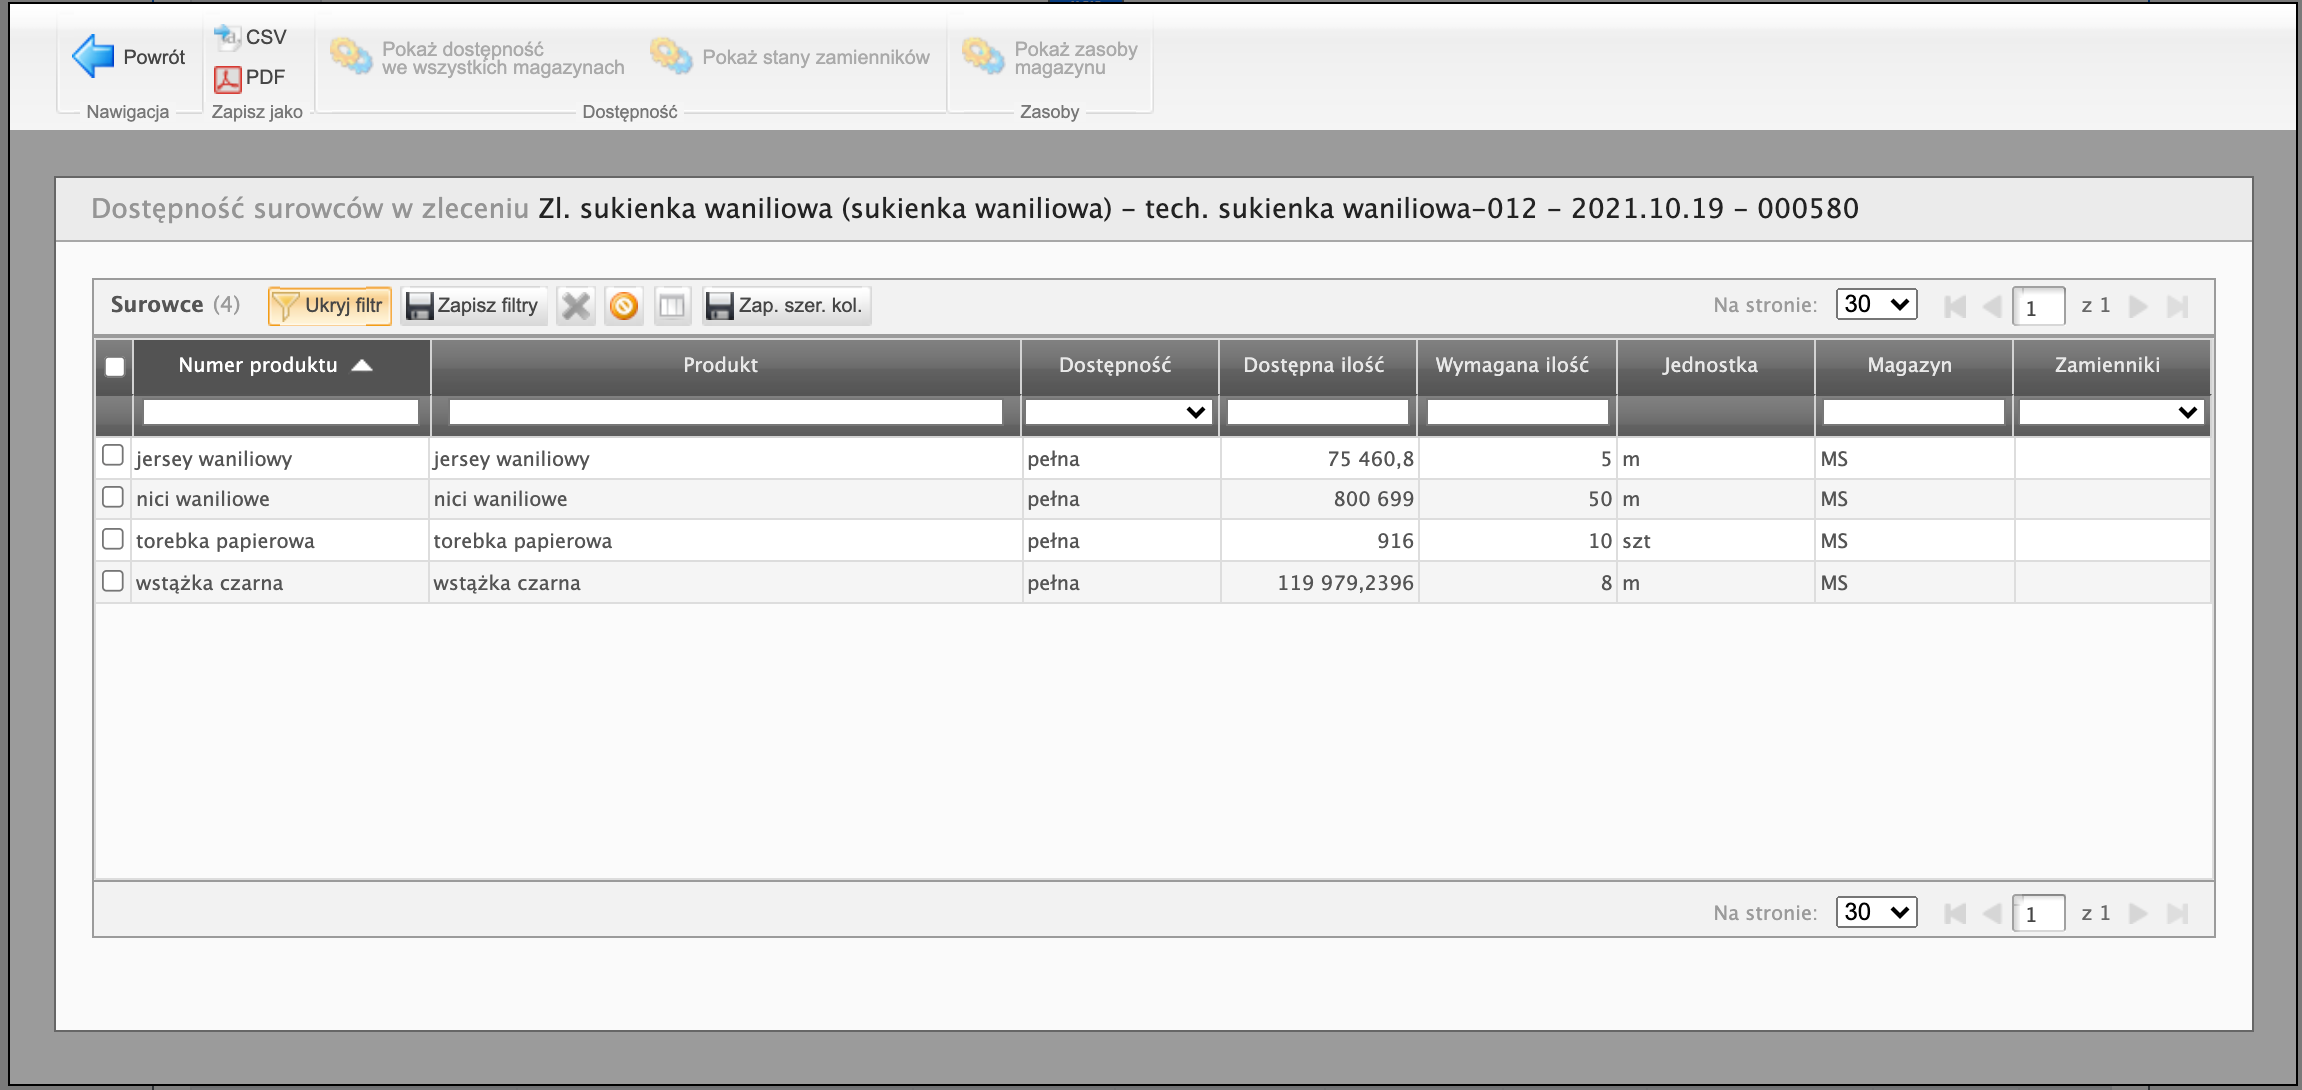 Powrót
CSV
PDF
Pokaż dostępność
we wszystkich magazynach
Pokaż stany zamienników
Pokaż zasoby
magazynu
Nawigacja
Zapisz jako
Dostępność
Zasoby
Dostępność surowców w zleceniu Zl. sukienka waniliowa (sukienka waniliowa) - tech. sukienka waniliowa-012 - 2021.10.19 - 000580
Surowce (4) Ukryj filtr Zapisz filtry Zap. szer. kol. Na stronie: 30 1 z 1
Numer produktu Produkt Dostępność Dostępna ilość Wymagana ilość Jednostka Magazyn Zamienniki
jersey waniliowy jersey waniliowy pełna 75 460,8 5 m MS
nici waniliowe nici waniliowe pełna 800 699 50 m MS
torebka papierowa torebka papierowa pełna 916 10 szt MS
wstążka czarna wstążka czarna pełna 119 979,2396 8 m MS
Na stronie: 30 1 z 1